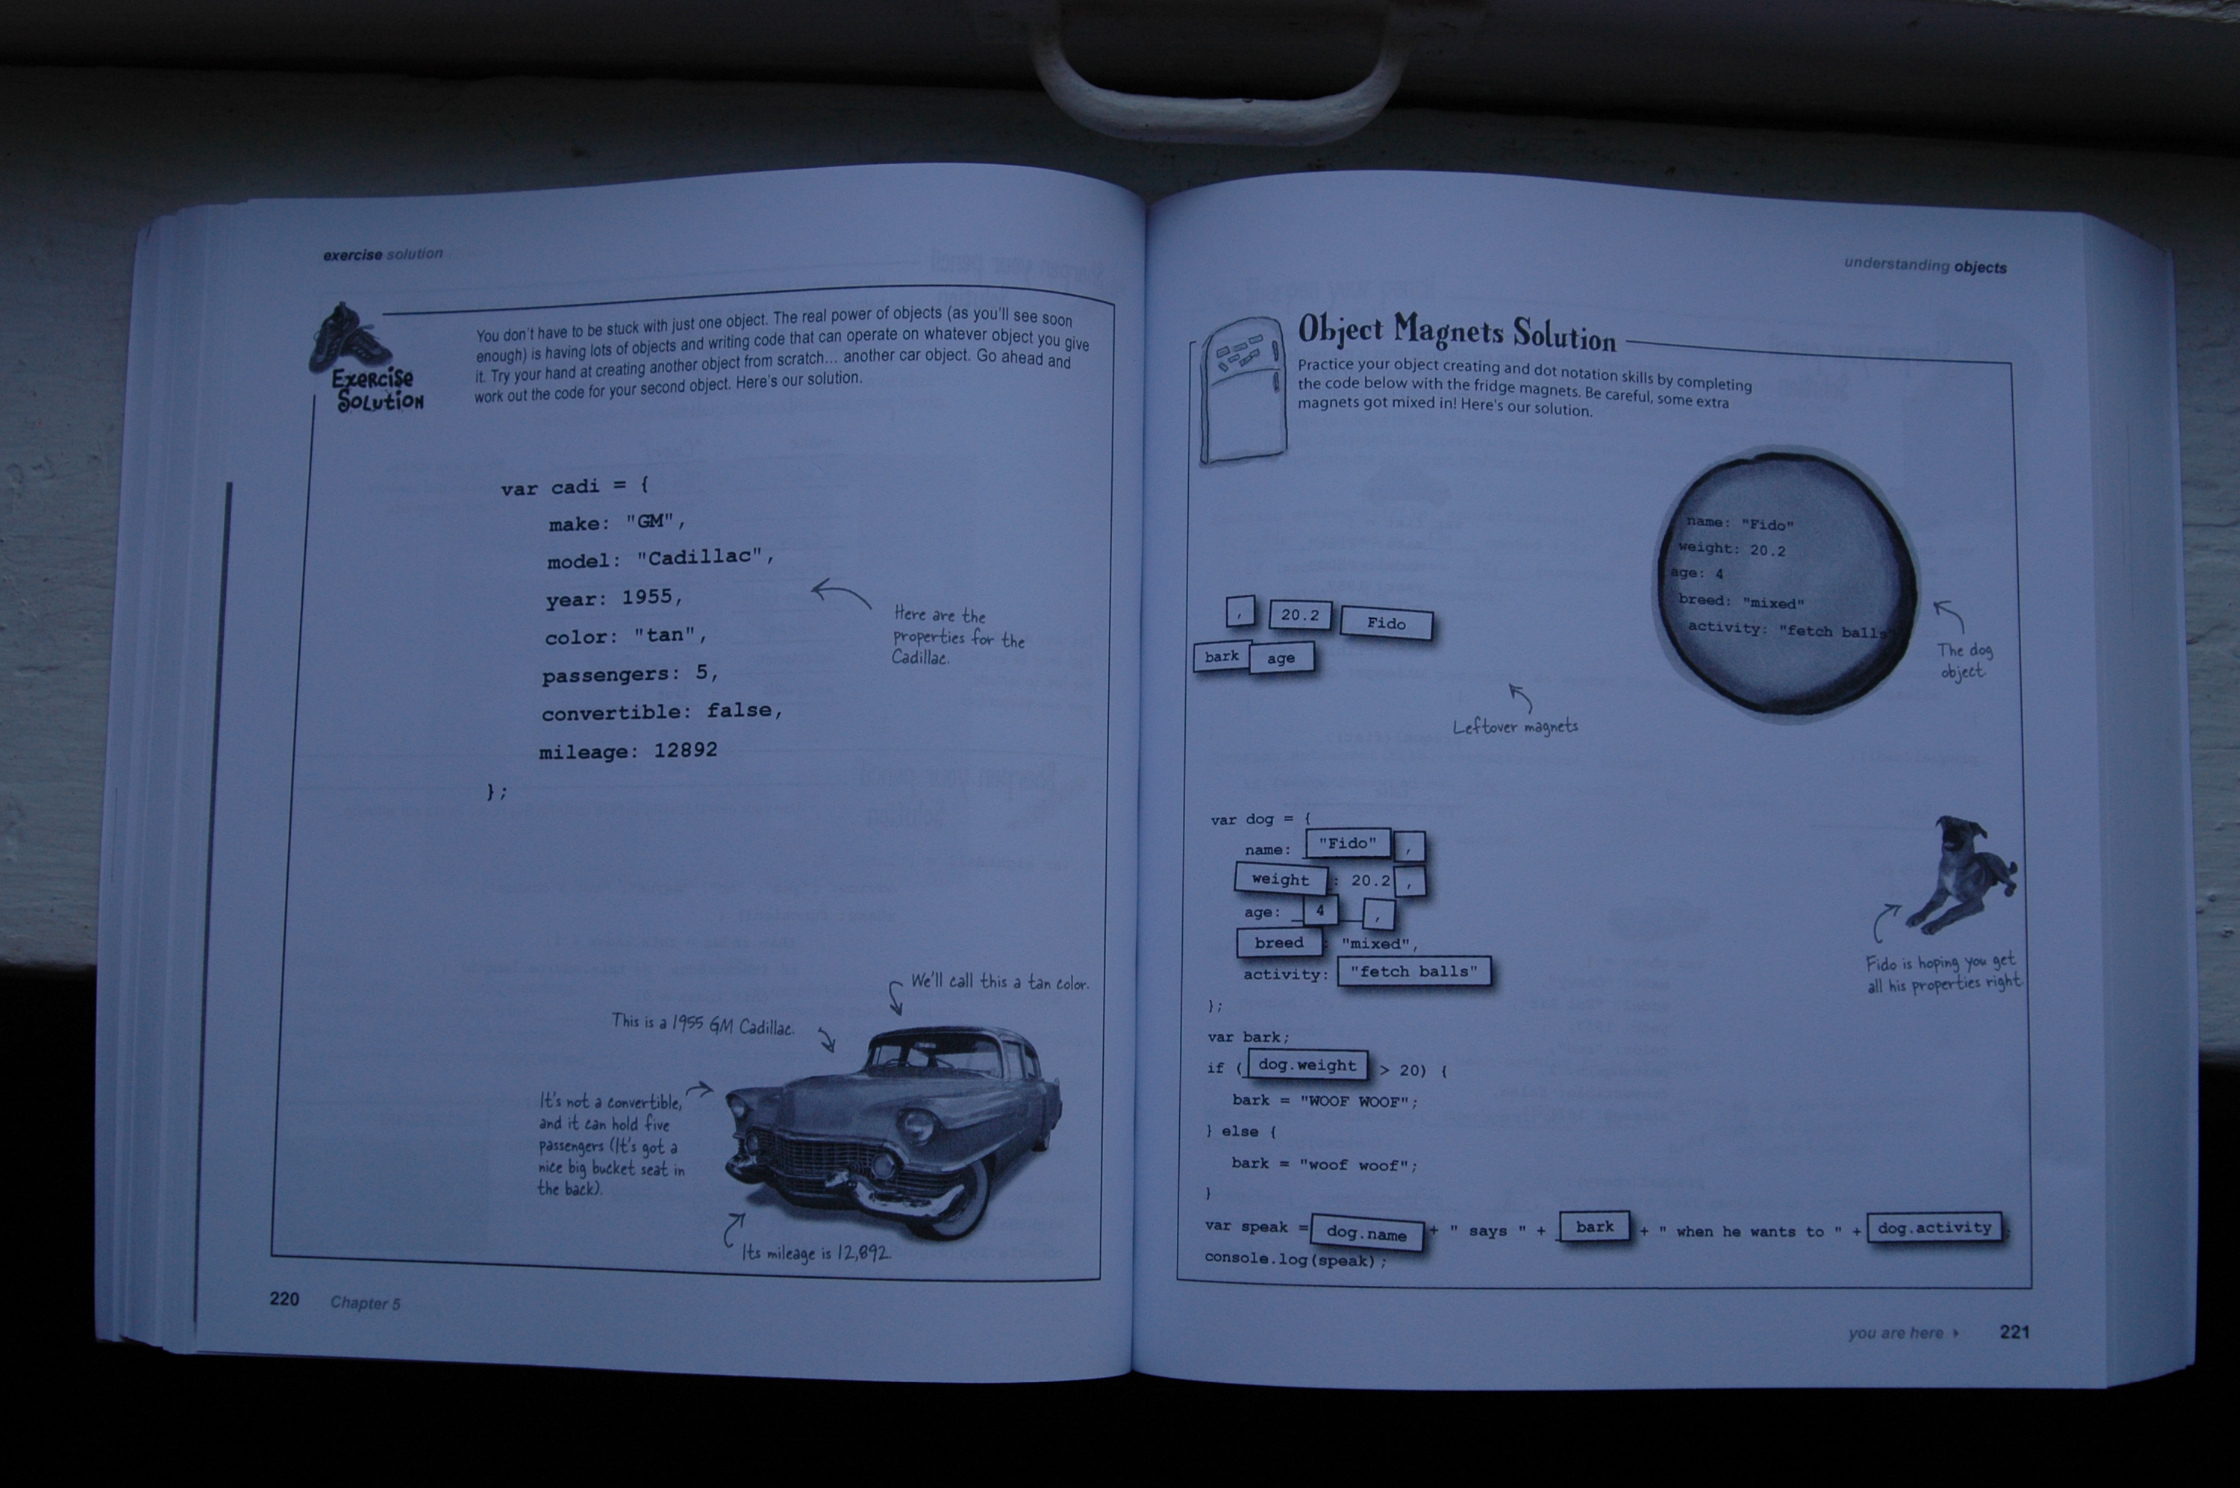 exercise solution
Exercise
Solution
You don't have to be stuck with just one object. The real power of objects (as you'll see soon
enough) is having lots of objects and writing code that can operate on whatever object you give
it. Try your hand at creating another object from scratch... another car object. Go ahead and
work out the code for your second object. Here's our solution.
var cadi = {
make: "GM",
model: "Cadillac",
year: 1955,
color: "tan",
passengers: 5,
convertible: false,
mileage: 12892
};
Here are the
properties for the
Cadillac.
We'll call this a tan color.
This is a 1955 GM Cadillac.
It's not a convertible,
and it can hold five
passengers (It's got a
nice big bucket seat in
the back).
Its mileage is 12,892.
220 Chapter 5
understanding objects
Object Magnets Solution
Practice your object creating and dot notation skills by completing
the code below with the fridge magnets. Be careful, some extra
magnets got mixed in! Here's our solution.
name: "Fido"
weight: 20.2
age: 4
breed: "mixed"
activity: "fetch balls"
The dog
object.
, 20.2 Fido
bark age
Leftover magnets
var dog = {
name: "Fido" ,
weight : 20.2 ,
age: 4 ,
breed : "mixed",
activity: "fetch balls"
};
Fido is hoping you get
all his properties right.
var bark;
if ( dog.weight > 20) {
bark = "WOOF WOOF";
} else {
bark = "woof woof";
}
var speak = dog.name + " says " + bark + " when he wants to " + dog.activity ;
console.log(speak);
you are here 221